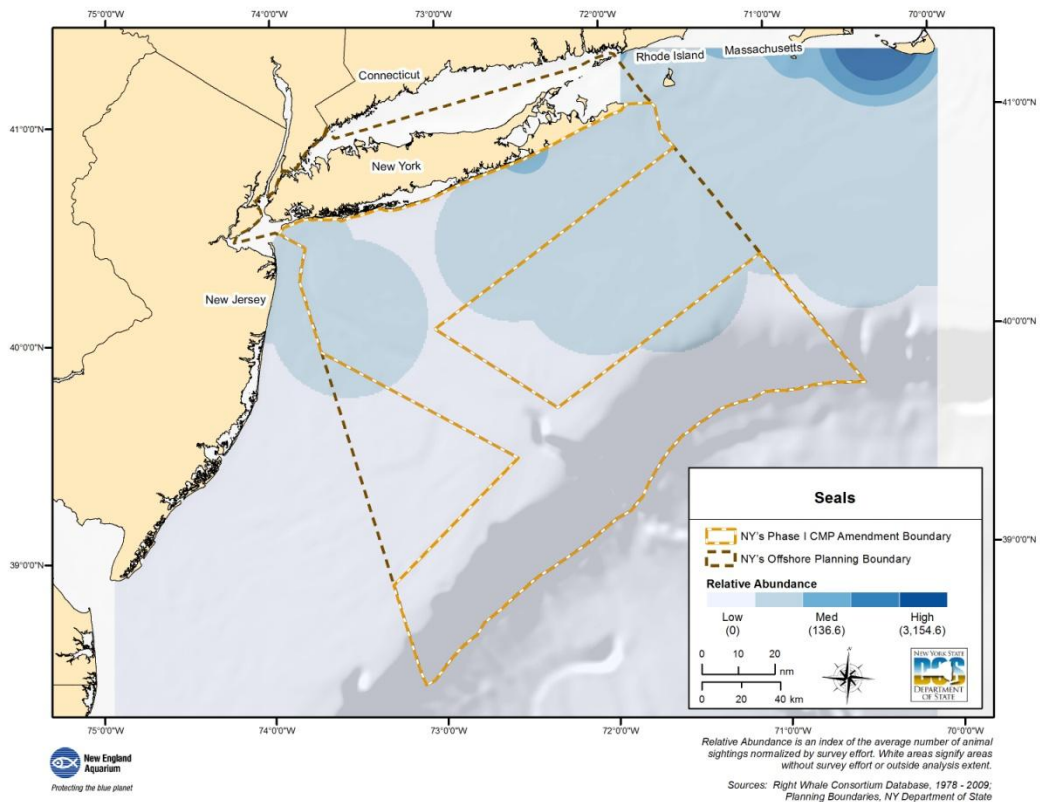 75°0'0"W
74°0'0"W
73°0'0"W
72°0'0"W
71°0'0"W
70°0'0"W
Rhode Island
Massachusetts
Connecticut
41°0'0"N
41°0'0"N
New York
New Jersey
40°0'0"N
40°0'0"N
39°0'0"N
39°0'0"N
Seals
NY's Phase I CMP Amendment Boundary
NY's Offshore Planning Boundary
Relative Abundance
Low
(0)
Med
(136.6)
High
(3,154.6)
0 10 20
nm
0 20 40
km
NEW YORK STATE
DOS
DEPARTMENT
OF STATE
75°0'0"W
74°0'0"W
73°0'0"W
72°0'0"W
71°0'0"W
70°0'0"W
New England
Aquarium
Protecting the blue planet
Relative Abundance is an index of the average number of animal
sightings normalized by survey effort. White areas signify areas
without survey effort or outside analysis extent.
Sources: Right Whale Consortium Database, 1978 - 2009;
Planning Boundaries, NY Department of State